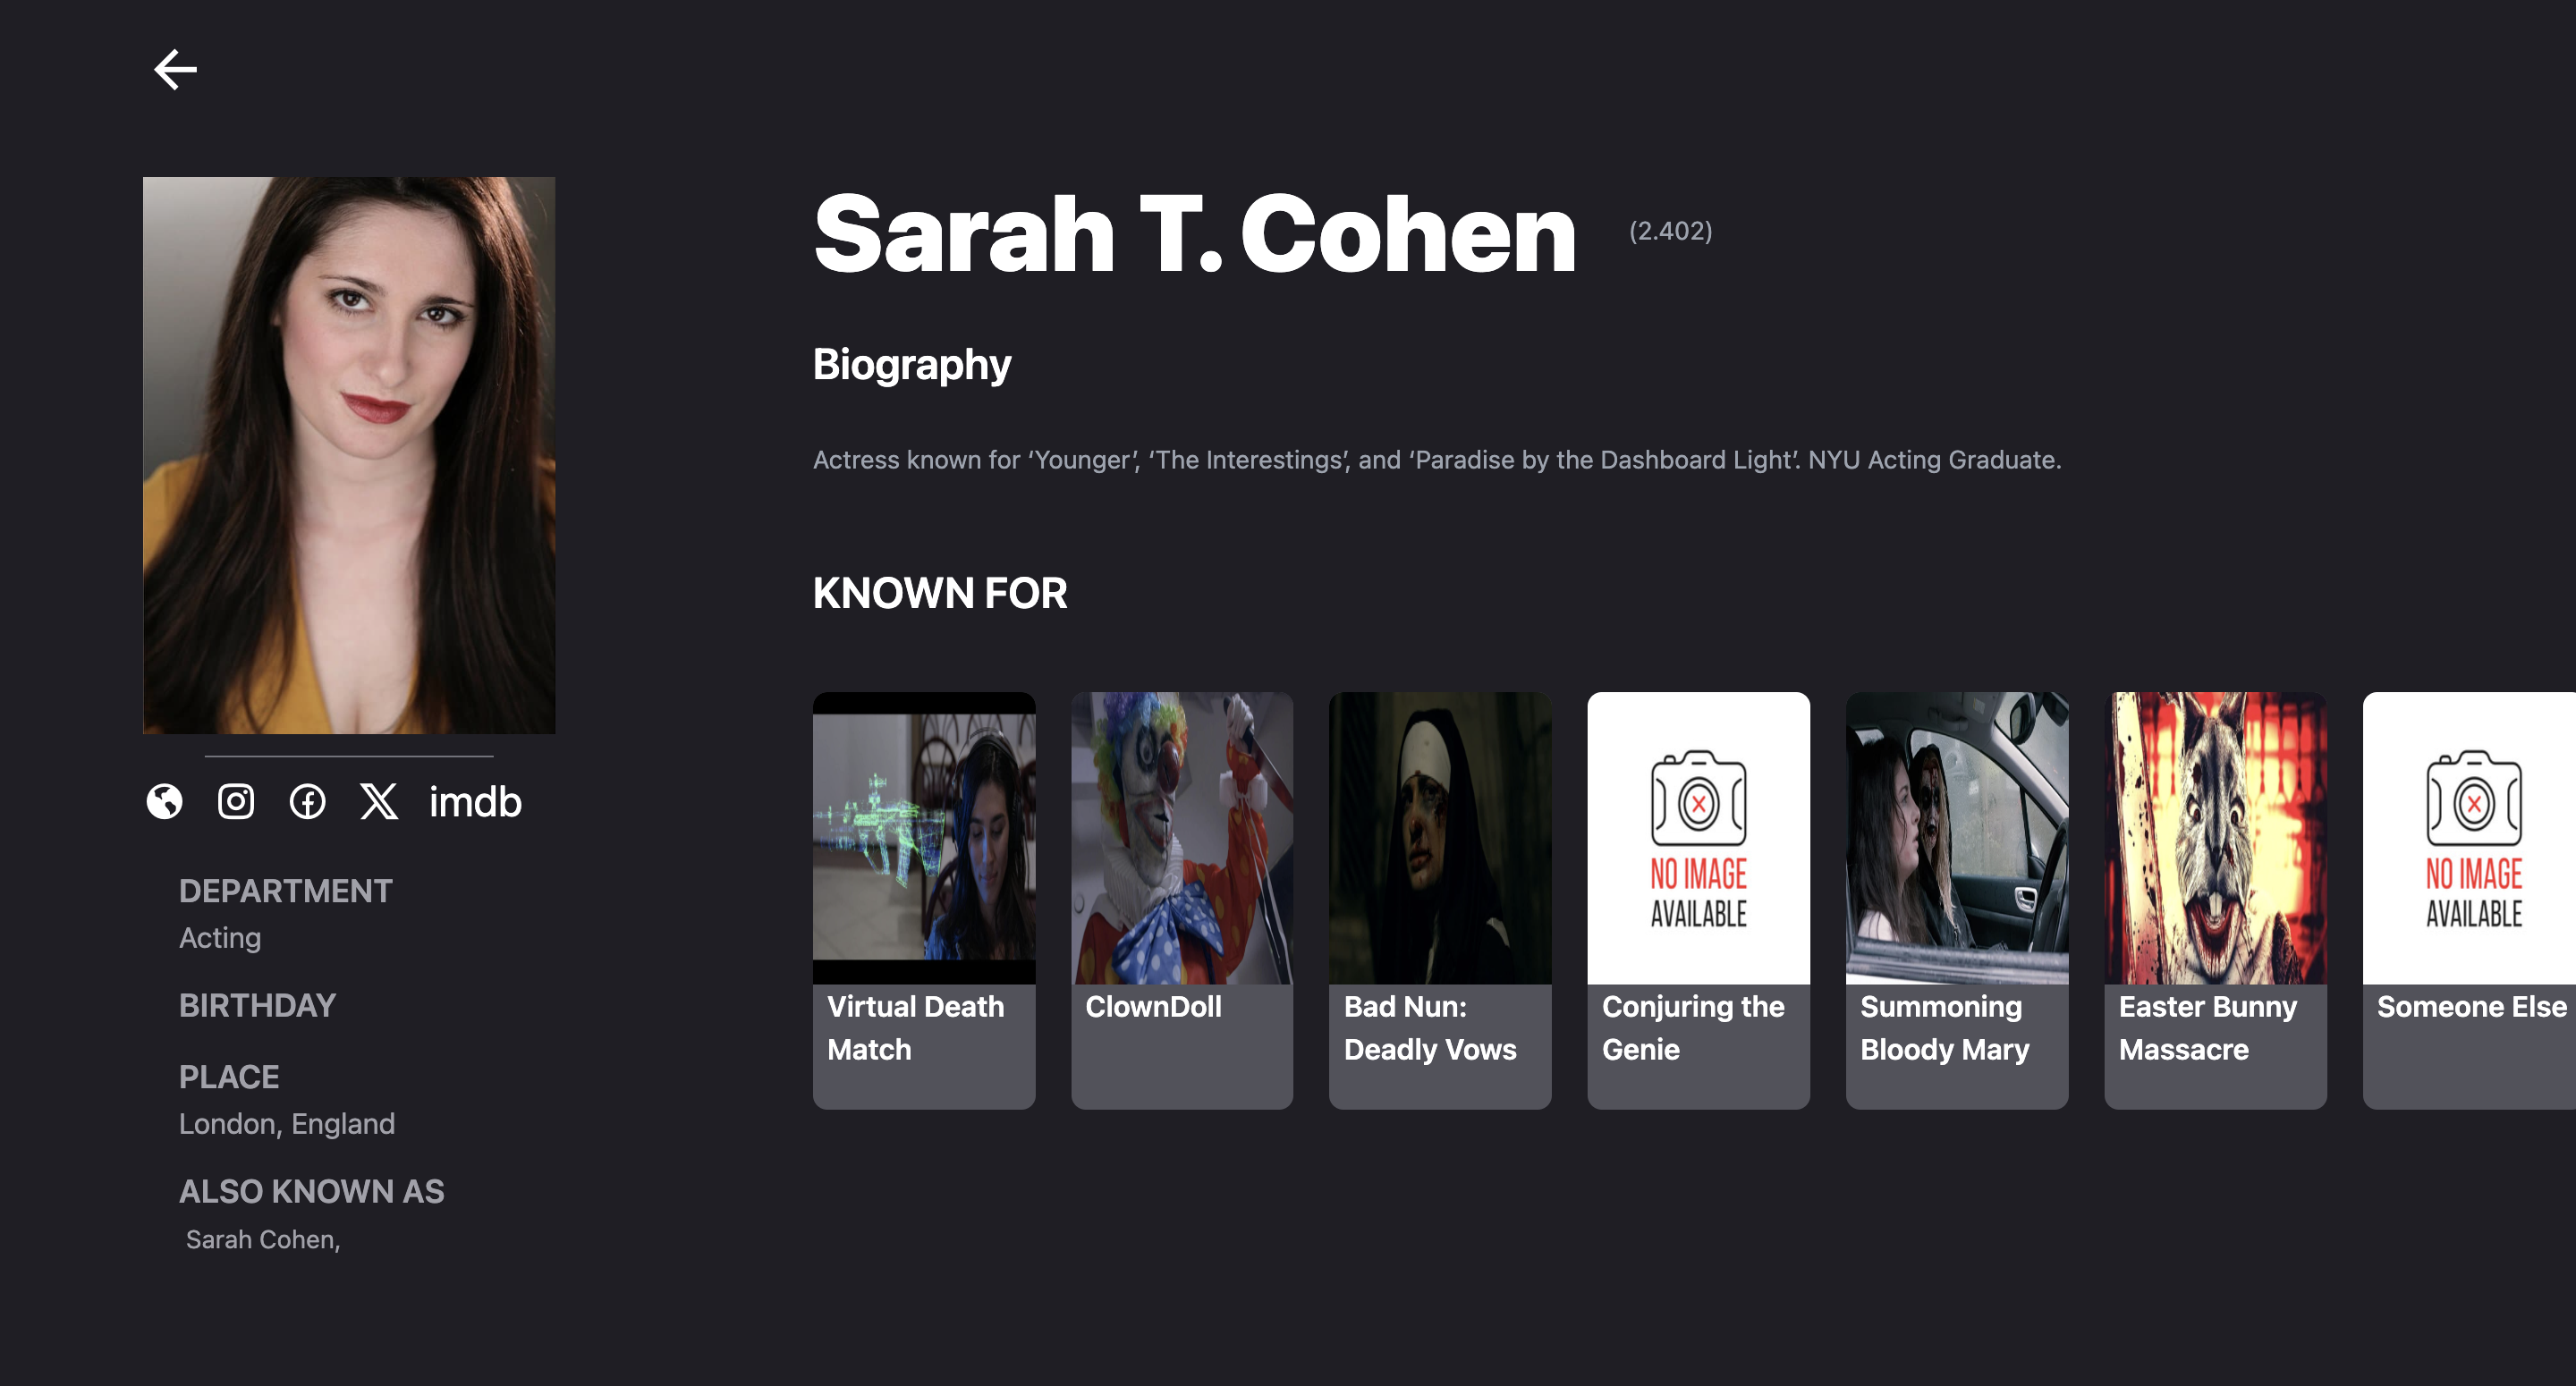 Sarah T. Cohen (2.402)
Biography
Actress known for ‘Younger’, ‘The Interestings’, and ‘Paradise by the Dashboard Light’. NYU Acting Graduate.
KNOWN FOR
NO IMAGE
AVAILABLE
NO IMAGE
AVAILABLE
Virtual Death
Match
ClownDoll
Bad Nun:
Deadly Vows
Conjuring the
Genie
Summoning
Bloody Mary
Easter Bunny
Massacre
Someone Else
imdb
DEPARTMENT
Acting
BIRTHDAY
PLACE
London, England
ALSO KNOWN AS
Sarah Cohen,